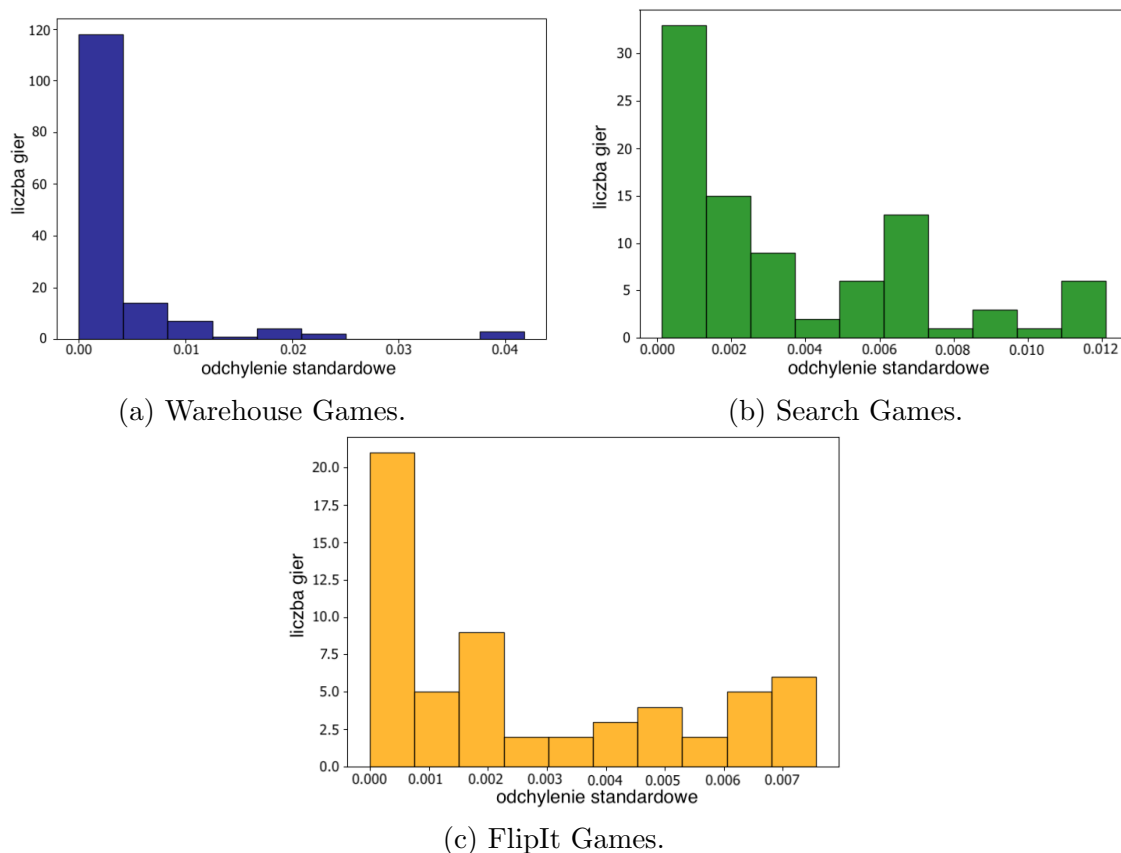 120
100
80
60
40
20
0
liczba gier
0.00 0.01 0.02 0.03 0.04
odchylenie standardowe
(a) Warehouse Games.
30
25
20
15
10
5
0
liczba gier
0.000 0.002 0.004 0.006 0.008 0.010 0.012
odchylenie standardowe
(b) Search Games.
20.0
17.5
15.0
12.5
10.0
7.5
5.0
2.5
0.0
liczba gier
0.000 0.001 0.002 0.003 0.004 0.005 0.006 0.007
odchylenie standardowe
(c) FlipIt Games.